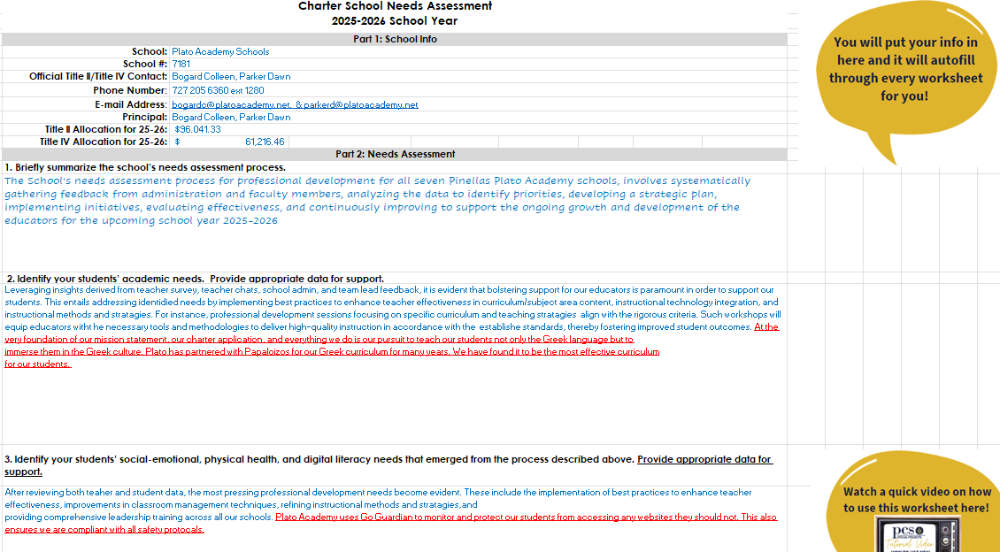 Charter School Needs Assessment
2025-2026 School Year
Part 1: School Info
School: Plato Academy Schools
School #: 7181
Official Title II/Title IV Contact: Bogard Colleen, Parker Dawn
Phone Number: 727 205 6360 ext 1280
E-mail Address: bogardc@platoacademy.net, & parkerd@platoacademy.net
Principal: Bogard Colleen, Parker Dawn
Title II Allocation for 25-26: $96.041.33
Title IV Allocation for 25-26: $ 61,216.46
Part 2: Needs Assessment
1. Briefly summarize the school's needs assessment process.
The School's needs assessment process for professional development for all seven Pinellas Plato Academy schools, involves systematically
gathering feedback from administration and faculty members, analyzing the data to identify priorities, developing a strategic plan,
implementing initiatives, evaluating effectiveness, and continuously improving to support the ongoing growth and development of the
educators for the upcoming school year 2025-2026
2. Identify your students' academic needs. Provide appropriate data for support.
Leveraging insights derived from teacher survey, teacher chats, school admin, and team lead feedback, it is evident that bolstering support for our educators is paramount in order to support our
students. This entails addressing identidied needs by implementing best practices to enhance teacher effectiveness in curriculum/subject area content, instructional technology integration, and
instructional methods and stratagies. For instance, professional development sessions focusing on specific curriculum and teaching stratagies align with the rigorous criteria. Such workshops will
equip educators witht he necessary tools and methodologies to deliver high-quality instruction in accordance with the establishe standards, thereby fostering improved student outcomes. At the
very foundation of our mission statement, our charter application, and everything we do is our pursuit to teach our students not only the Greek language but to
immerse them in the Greek culture. Plato has partnered with Papaloizos for our Greek curriculum for many years. We have found it to be the most effective curriculum
for our students.
3. Identify your students' social-emotional, physical health, and digital literacy needs that emerged from the process described above. Provide appropriate data for
support.
After reviewing both teaher and student data, the most pressing professional development needs become evident. These include the implementation of best practices to enhance teacher
effectiveness, improvements in classroom management techniques, refining instructional methods and strategies,and
providing comprehensive leadership training across all our schools. Plato Academy uses Go Guardian to monitor and protect our students from accessing any websites they should not. This also
ensures we are compliant with all safety protocals.
You will put your info in
here and it will autofill
through every worksheet
for you!
Watch a quick video on how
to use this worksheet here!
pcs
Tutorial Video